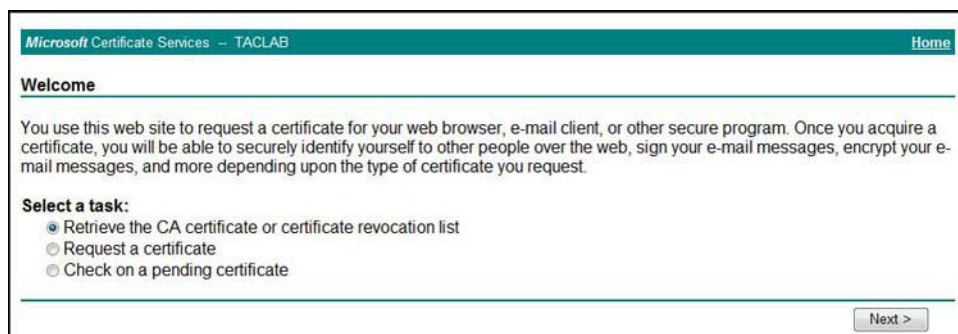 Microsoft Certificate Services -- TACLAB Home
Welcome
You use this web site to request a certificate for your web browser, e-mail client, or other secure program. Once you acquire a
certificate, you will be able to securely identify yourself to other people over the web, sign your e-mail messages, encrypt your e-
mail messages, and more depending upon the type of certificate you request.
Select a task:
Retrieve the CA certificate or certificate revocation list
Request a certificate
Check on a pending certificate
Next >